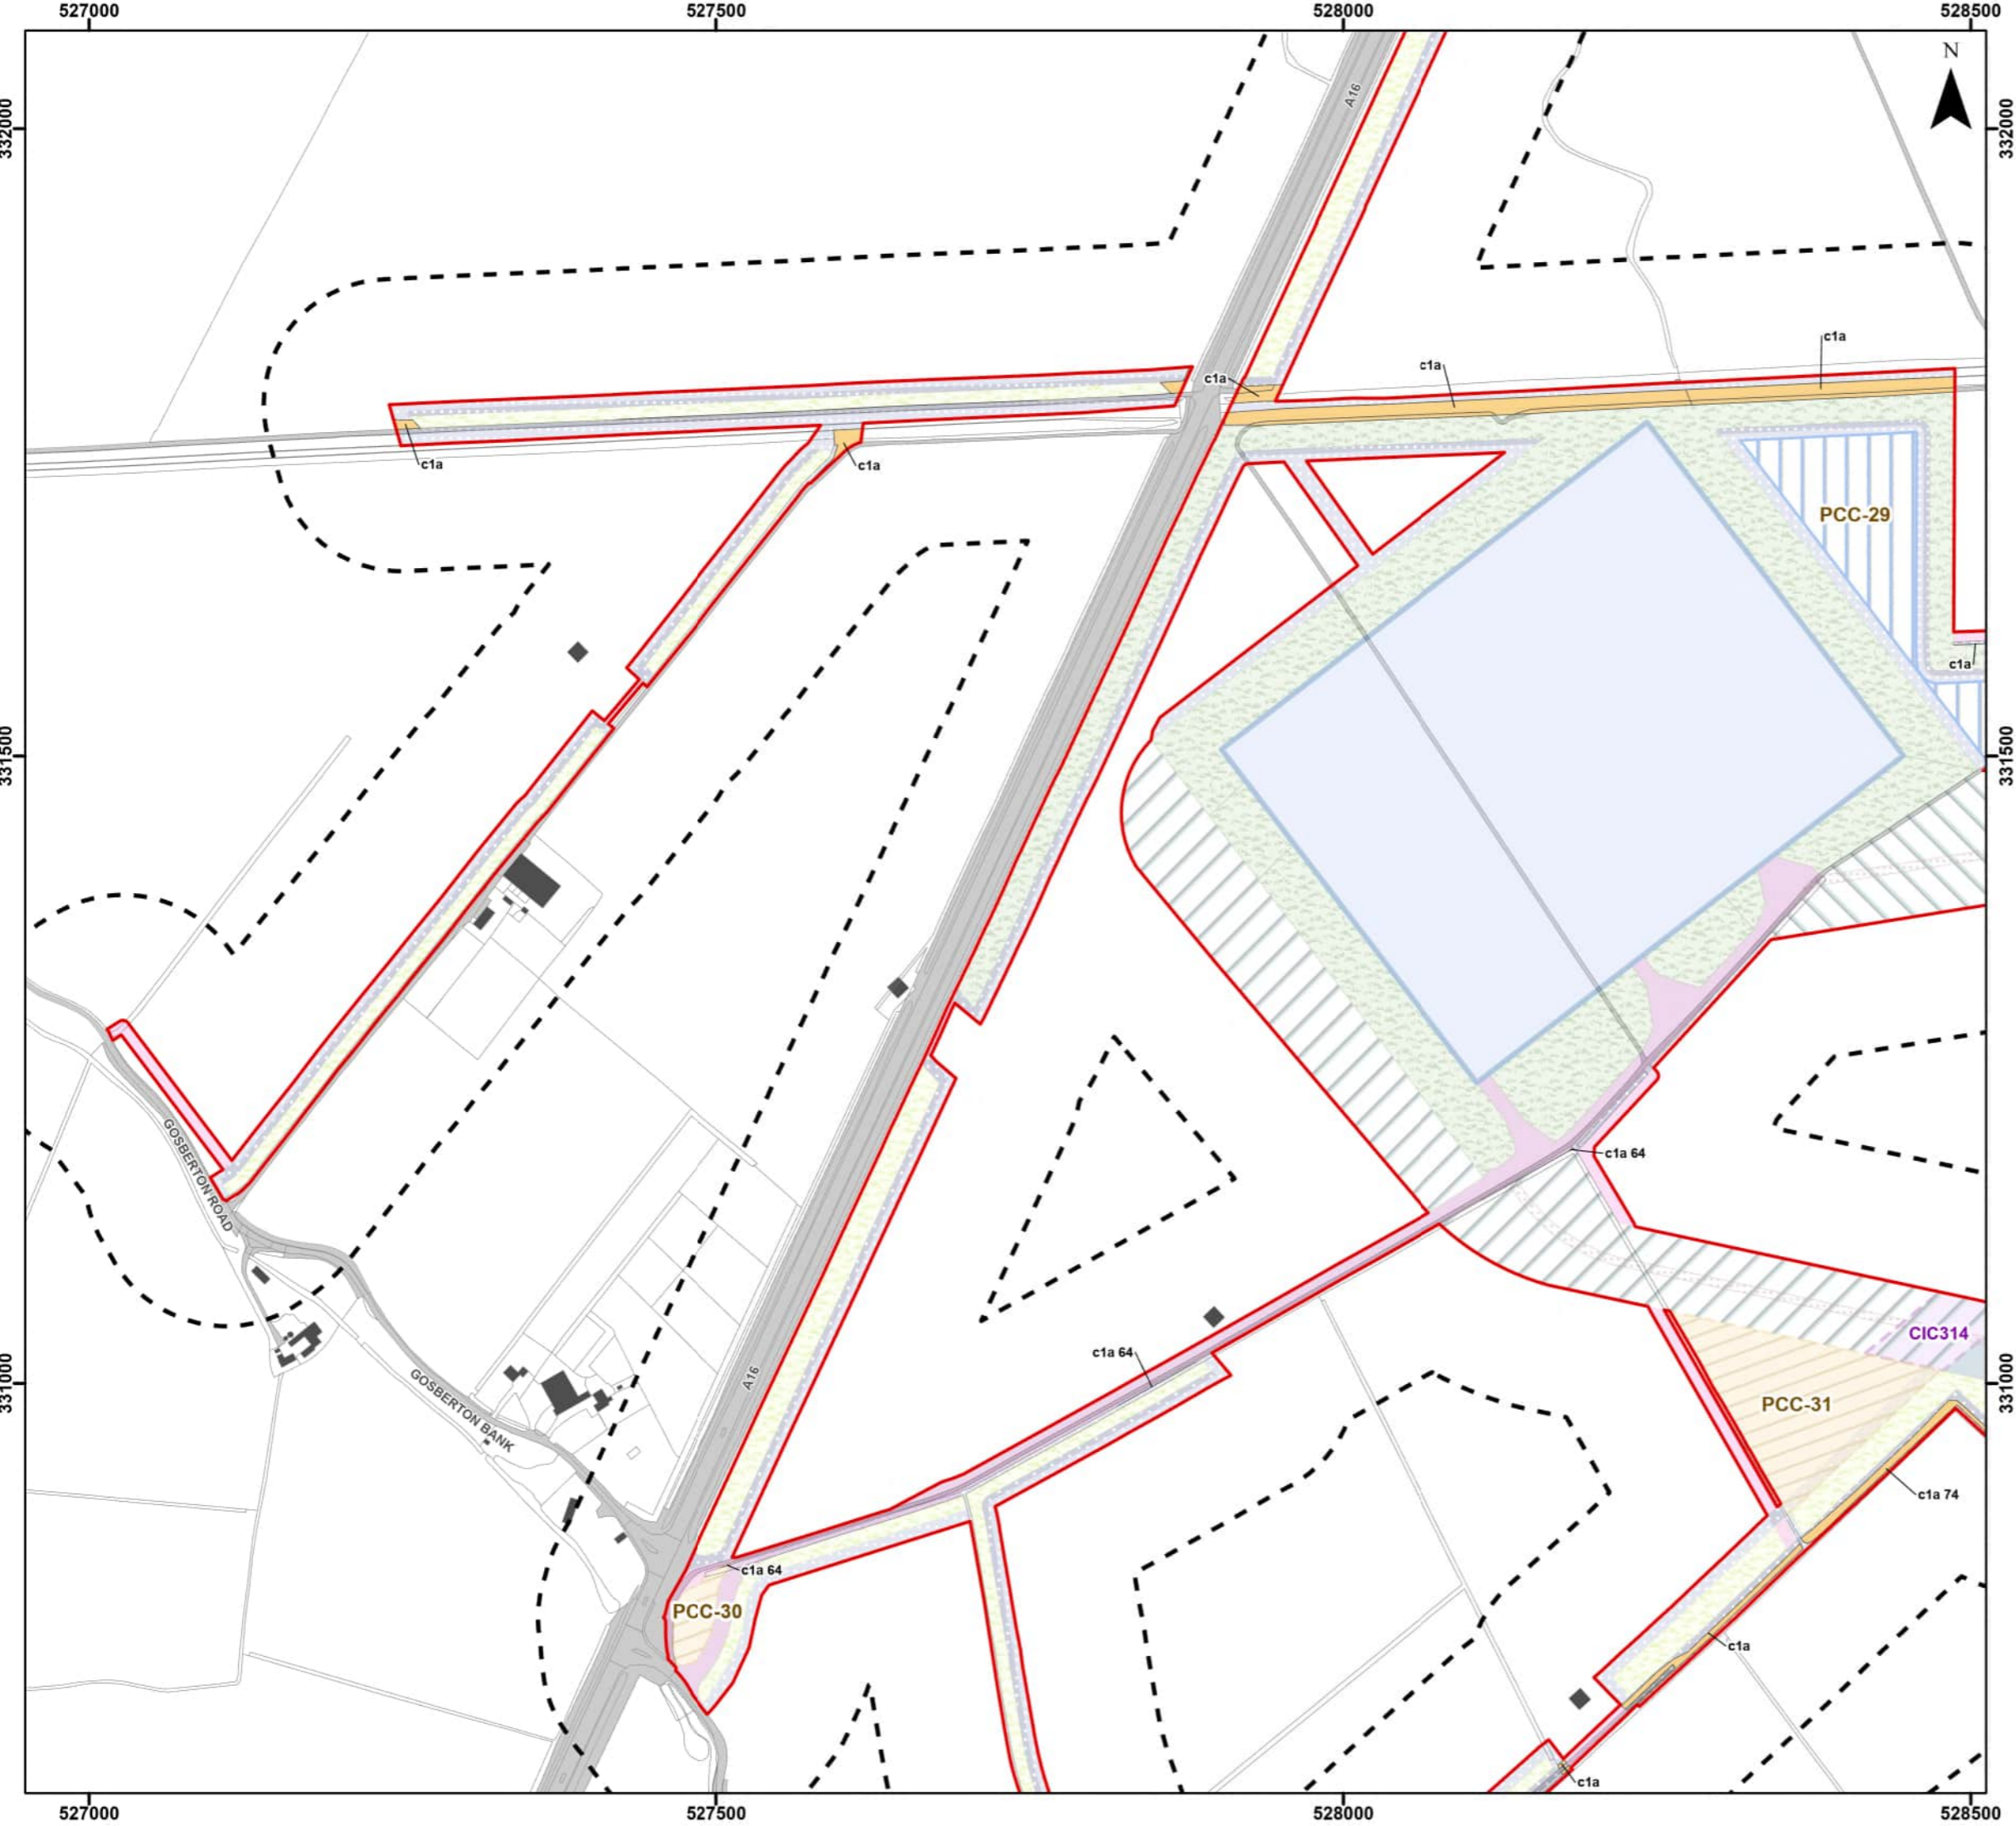 527000
527500
528000
528500
N
A16
332000
332000
c1a
c1a
c1a
c1a
c1a
PCC-29
c1a
331500
331500
GOSBERTON ROAD
c1a 64
CIC314
c1a 64
A16
331000
331000
GOSBERTON BANK
PCC-31
c1a 74
c1a 64
PCC-30
c1a
c1a
527000
527500
528000
528500